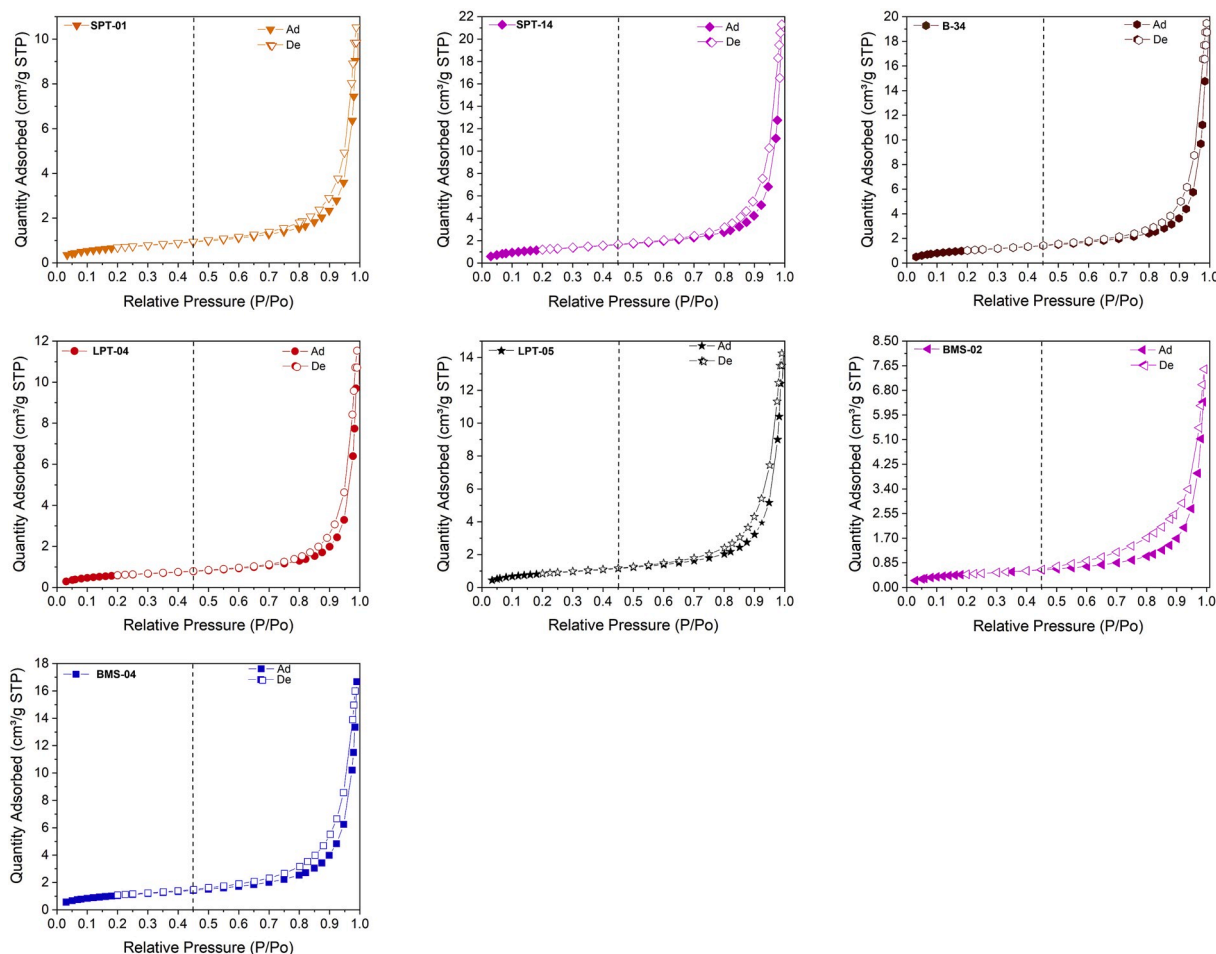 SPT-01
Ad
De
10
8
6
4
2
0
0.0 0.1 0.2 0.3 0.4 0.5 0.6 0.7 0.8 0.9 1.0
Quantity Adsorbed (cm³/g STP)
Relative Pressure (P/Po)
SPT-14
Ad
De
22
20
18
16
14
12
10
8
6
4
2
0
0.0 0.1 0.2 0.3 0.4 0.5 0.6 0.7 0.8 0.9 1.0
Quantity Adsorbed (cm³/g STP)
Relative Pressure (P/Po)
B-34
Ad
De
20
18
16
14
12
10
8
6
4
2
0
0.0 0.1 0.2 0.3 0.4 0.5 0.6 0.7 0.8 0.9 1.0
Quantity Adsorbed (cm³/g STP)
Relative Pressure (P/Po)
LPT-04
Ad
De
12
10
8
6
4
2
0
0.0 0.1 0.2 0.3 0.4 0.5 0.6 0.7 0.8 0.9 1.0
Quantity Adsorbed (cm³/g STP)
Relative Pressure (P/Po)
LPT-05
Ad
De
14
12
10
8
6
4
2
0
0.0 0.1 0.2 0.3 0.4 0.5 0.6 0.7 0.8 0.9 1.0
Quantity Adsorbed (cm³/g STP)
Relative Pressure (P/Po)
BMS-02
Ad
De
8.50
7.65
6.80
5.95
5.10
4.25
3.40
2.55
1.70
0.85
0.00
0.0 0.1 0.2 0.3 0.4 0.5 0.6 0.7 0.8 0.9 1.0
Quantity Adsorbed (cm³/g STP)
Relative Pressure (P/Po)
BMS-04
Ad
De
18
16
14
12
10
8
6
4
2
0
0.0 0.1 0.2 0.3 0.4 0.5 0.6 0.7 0.8 0.9 1.0
Quantity Adsorbed (cm³/g STP)
Relative Pressure (P/Po)